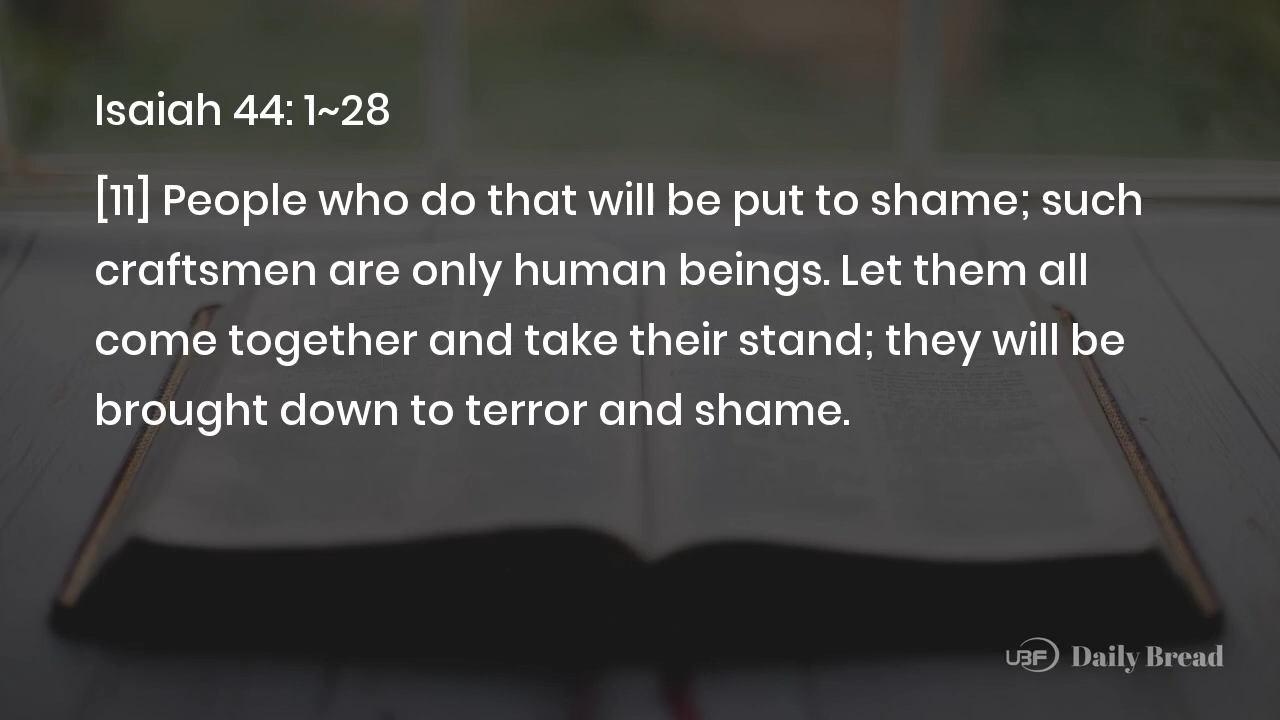 Isaiah 44: 1~28
[11] People who do that will be put to shame; such
craftsmen are only human beings. Let them all
come together and take their stand; they will be
brought down to terror and shame.
UBF Daily Bread